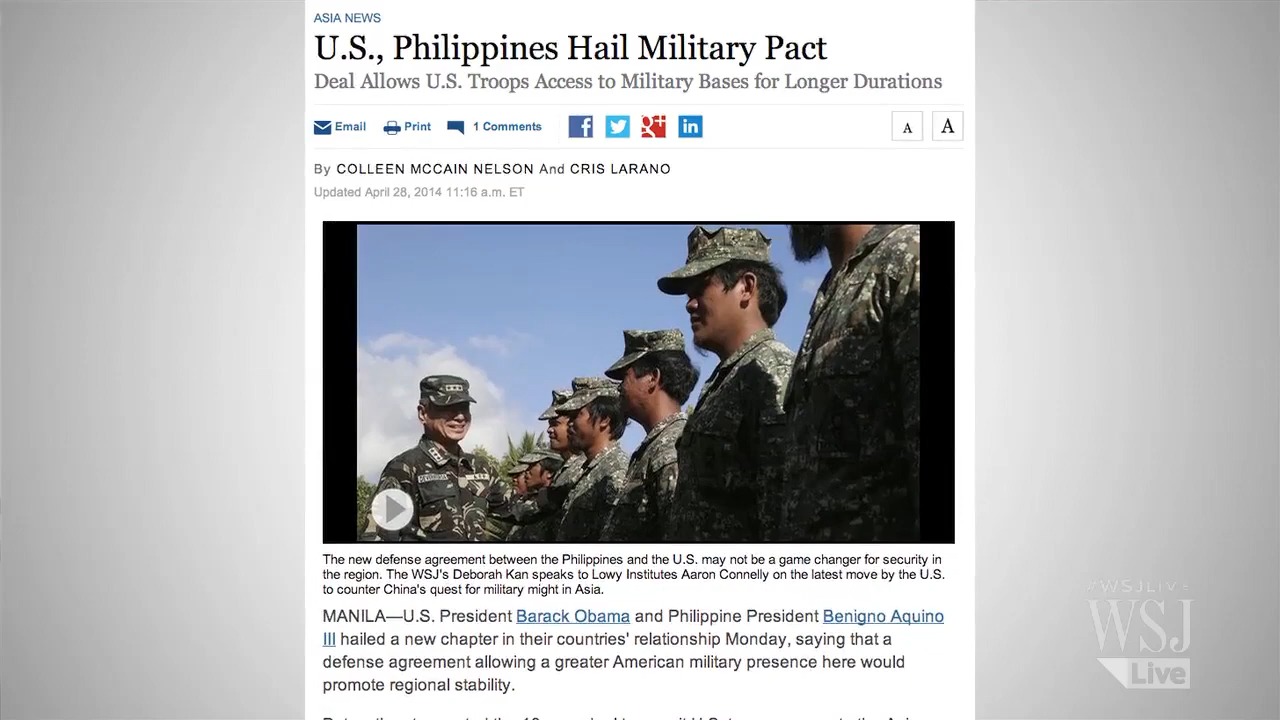 ASIA NEWS
U.S., Philippines Hail Military Pact
Deal Allows U.S. Troops Access to Military Bases for Longer Durations
Email Print 1 Comments f g+ in A A
By COLLEEN MCCAIN NELSON And CRIS LARANO
Updated April 28, 2014 11:16 a.m. ET
The new defense agreement between the Philippines and the U.S. may not be a game changer for security in
the region. The WSJ's Deborah Kan speaks to Lowy Institutes Aaron Connelly on the latest move by the U.S.
to counter China's quest for military might in Asia.
MANILA—U.S. President Barack Obama and Philippine President Benigno Aquino
III hailed a new chapter in their countries' relationship Monday, saying that a
defense agreement allowing a greater American military presence here would
promote regional stability.
#WSJLIVE
WSJ
Live